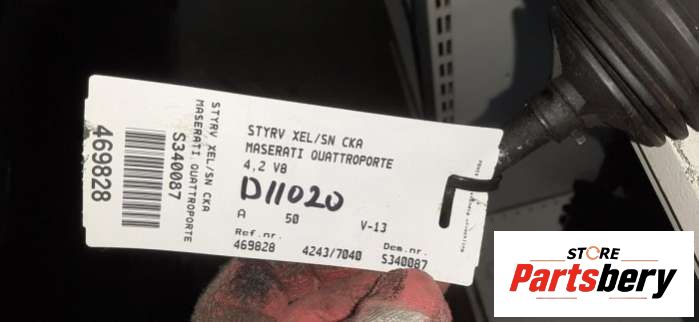 STYRV XEL/SN CKA
MASERATI QUATTROPORTE
S340087
469828
STYRV XEL/SN CKA
MASERATI QUATTROPORTE
4,2 V8
D11020
A 50 V-13
Ref.nr. Dem.nr.
469828 4243/7040 S340087
STORE
Partsbery